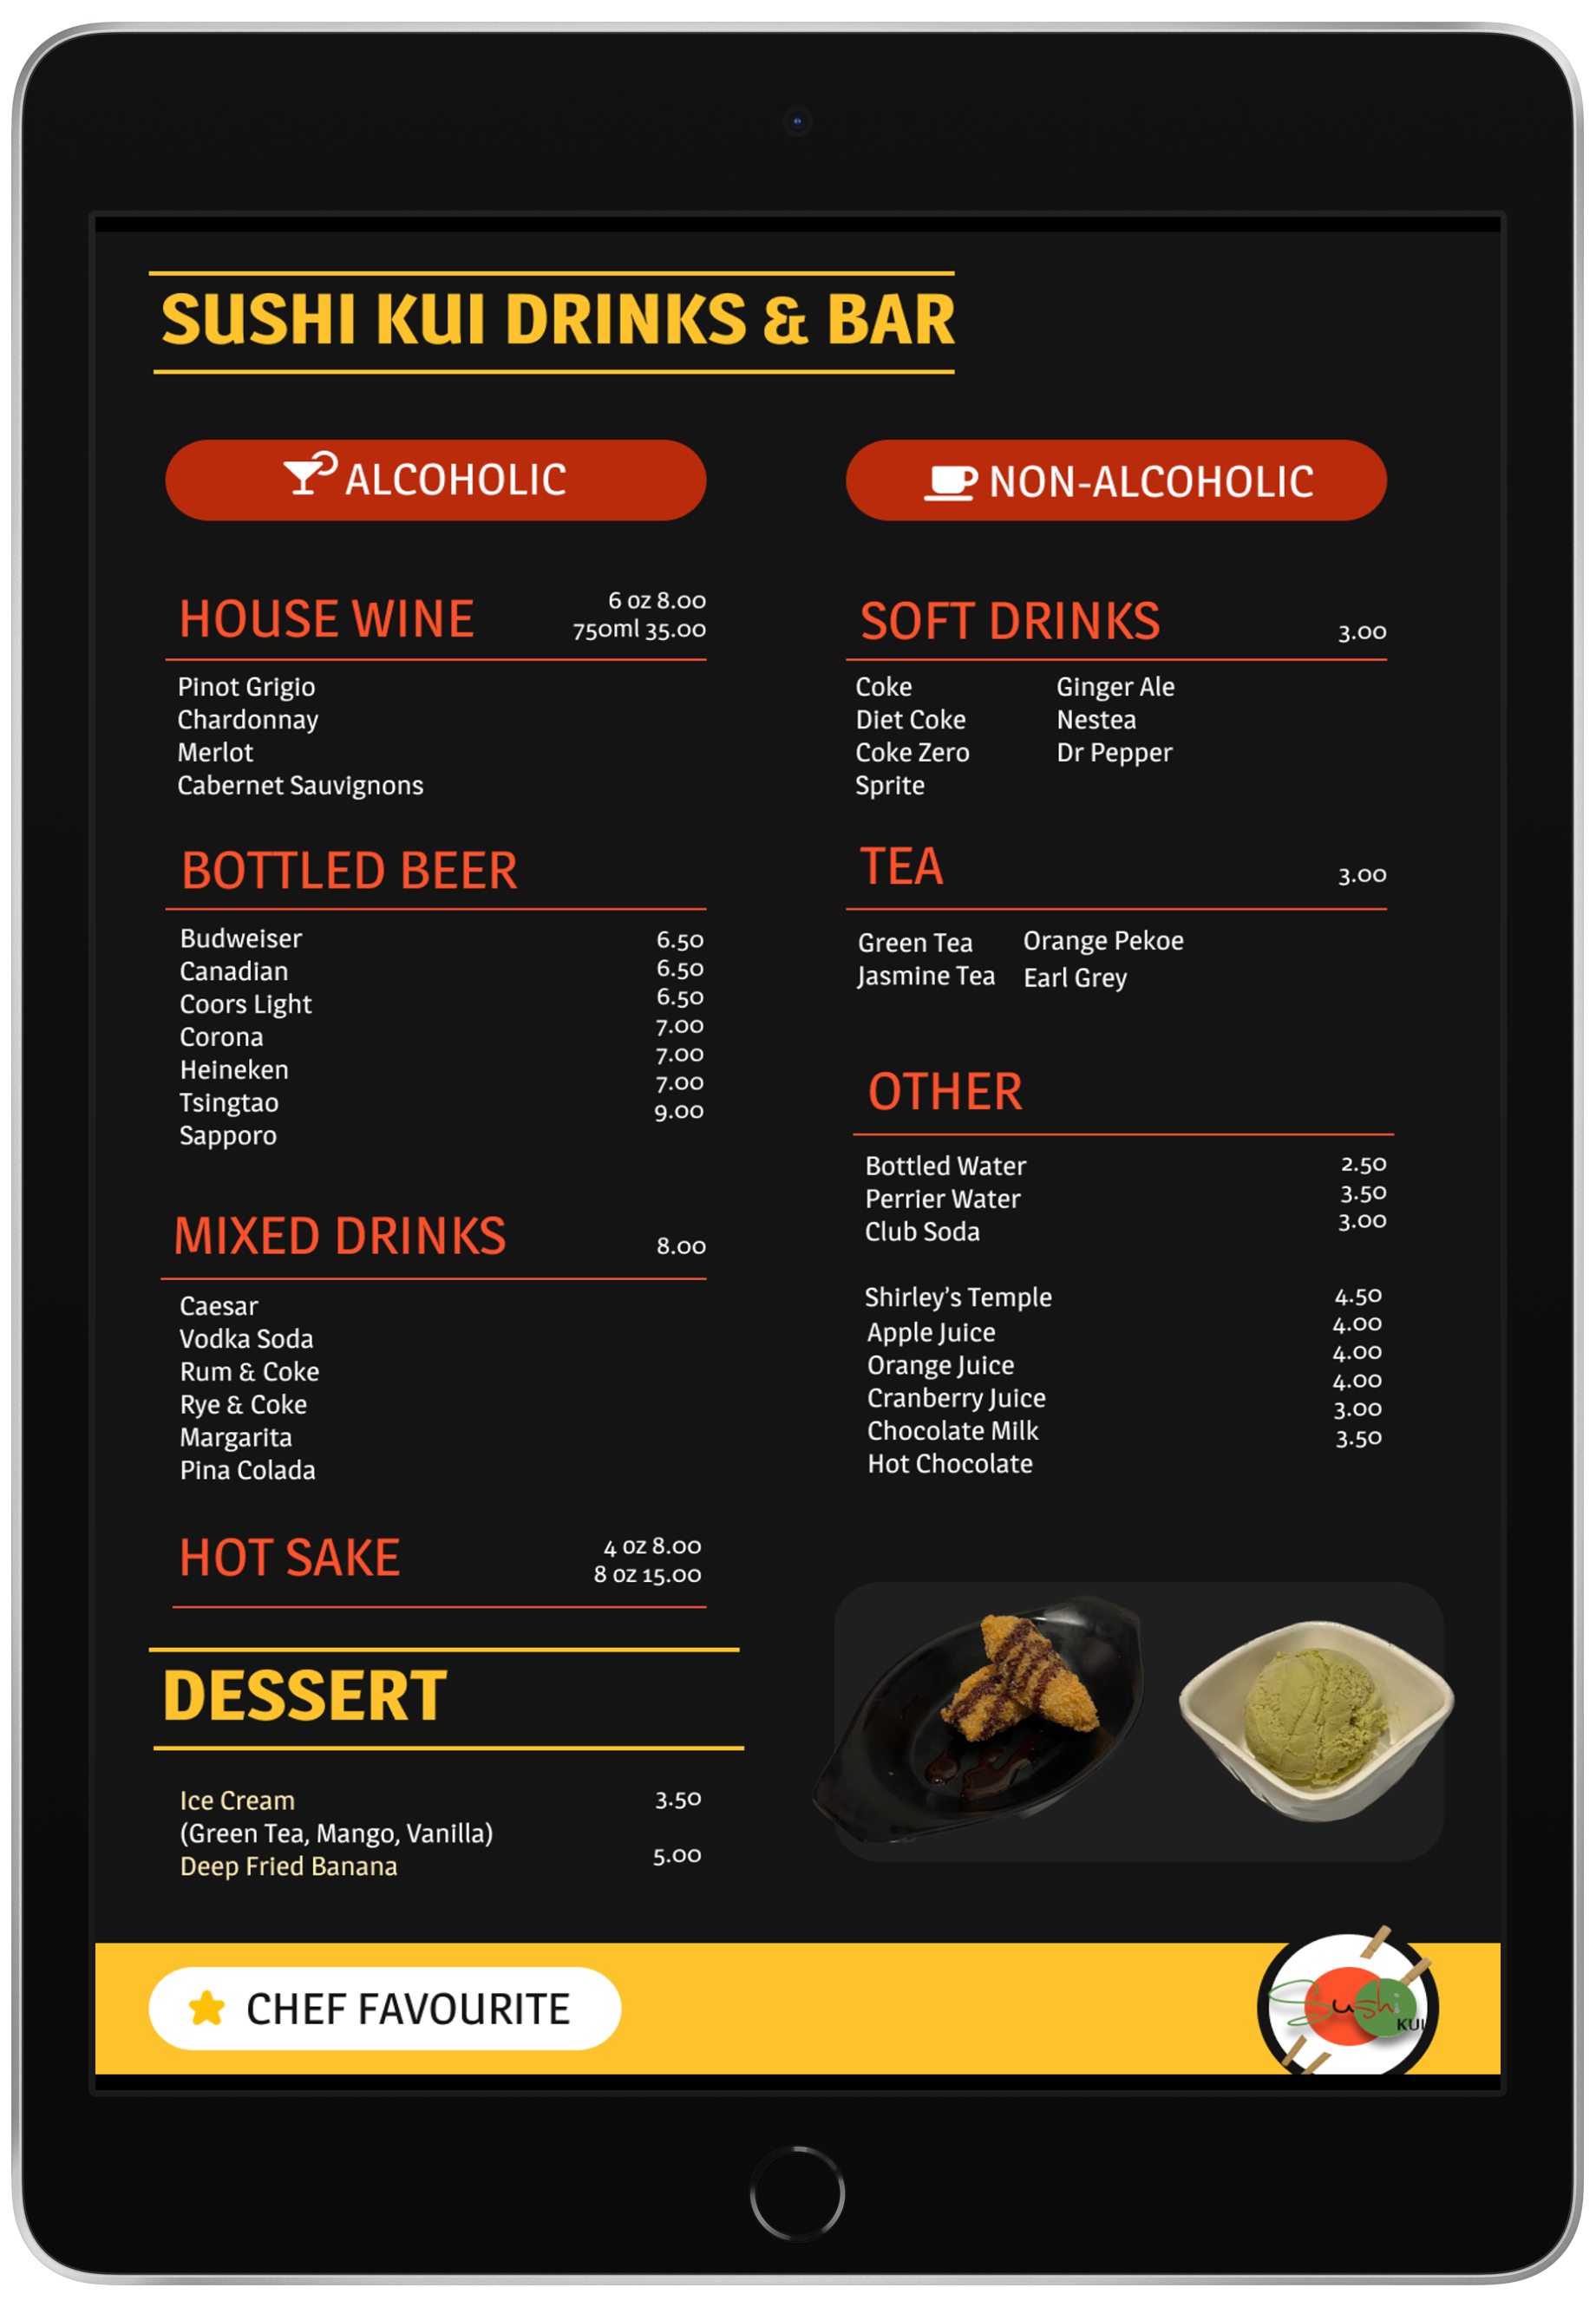 SUSHI KUI DRINKS & BAR
ALCOHOLIC
HOUSE WINE
6 oz 8.00
750ml 35.00
Pinot Grigio
Chardonnay
Merlot
Cabernet Sauvignons
BOTTLED BEER
Budweiser 6.50
Canadian 6.50
Coors Light 6.50
Corona 7.00
Heineken 7.00
Tsingtao 7.00
Sapporo 9.00
MIXED DRINKS 8.00
Caesar
Vodka Soda
Rum & Coke
Rye & Coke
Margarita
Pina Colada
HOT SAKE
4 oz 8.00
8 oz 15.00
NON-ALCOHOLIC
SOFT DRINKS 3.00
Coke Ginger Ale
Diet Coke Nestea
Coke Zero Dr Pepper
Sprite
TEA 3.00
Green Tea Orange Pekoe
Jasmine Tea Earl Grey
OTHER
Bottled Water 2.50
Perrier Water 3.50
Club Soda 3.00
Shirley's Temple 4.50
Apple Juice 4.00
Orange Juice 4.00
Cranberry Juice 4.00
Chocolate Milk 3.00
Hot Chocolate 3.50
DESSERT
Ice Cream 3.50
(Green Tea, Mango, Vanilla)
Deep Fried Banana 5.00
CHEF FAVOURITE
Sushi
KUI